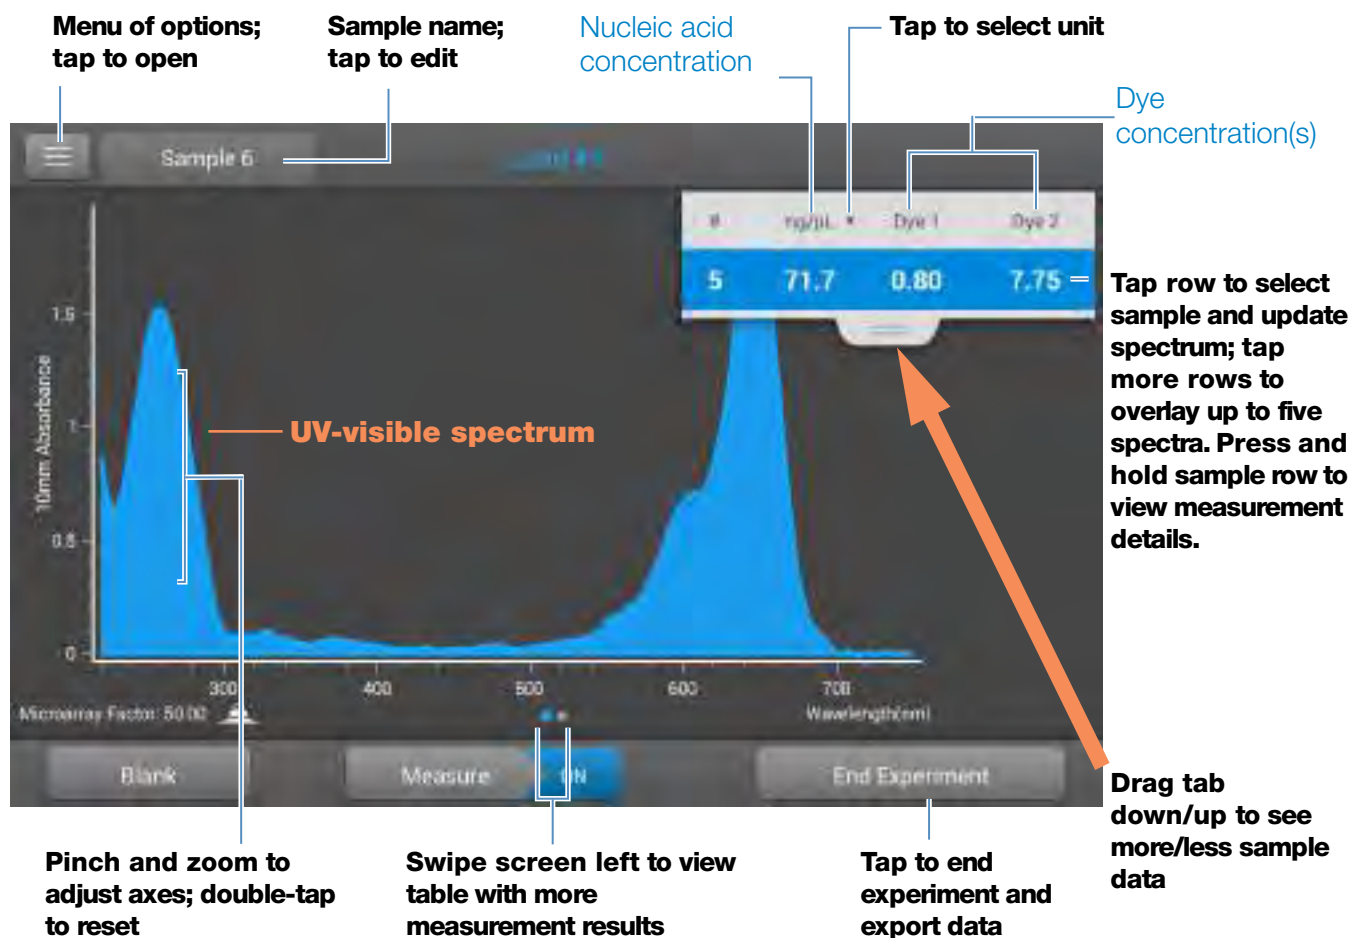 Menu of options;
tap to open
Sample name;
tap to edit
Nucleic acid
concentration
Tap to select unit
Dye
concentration(s)
Sample 6
# ng/µL Dye 1 Dye 2
5 71.7 0.80 7.75
Tap row to select
sample and update
spectrum; tap
more rows to
overlay up to five
spectra. Press and
hold sample row to
view measurement
details.
1.5
1
0.5
0
10mm Absorbance
UV-visible spectrum
300 400 500 600 700
Microarray Factor: 50.00
Wavelength(nm)
Blank
Measure
ON
End Experiment
Drag tab
down/up to see
more/less sample
data
Pinch and zoom to
adjust axes; double-tap
to reset
Swipe screen left to view
table with more
measurement results
Tap to end
experiment and
export data